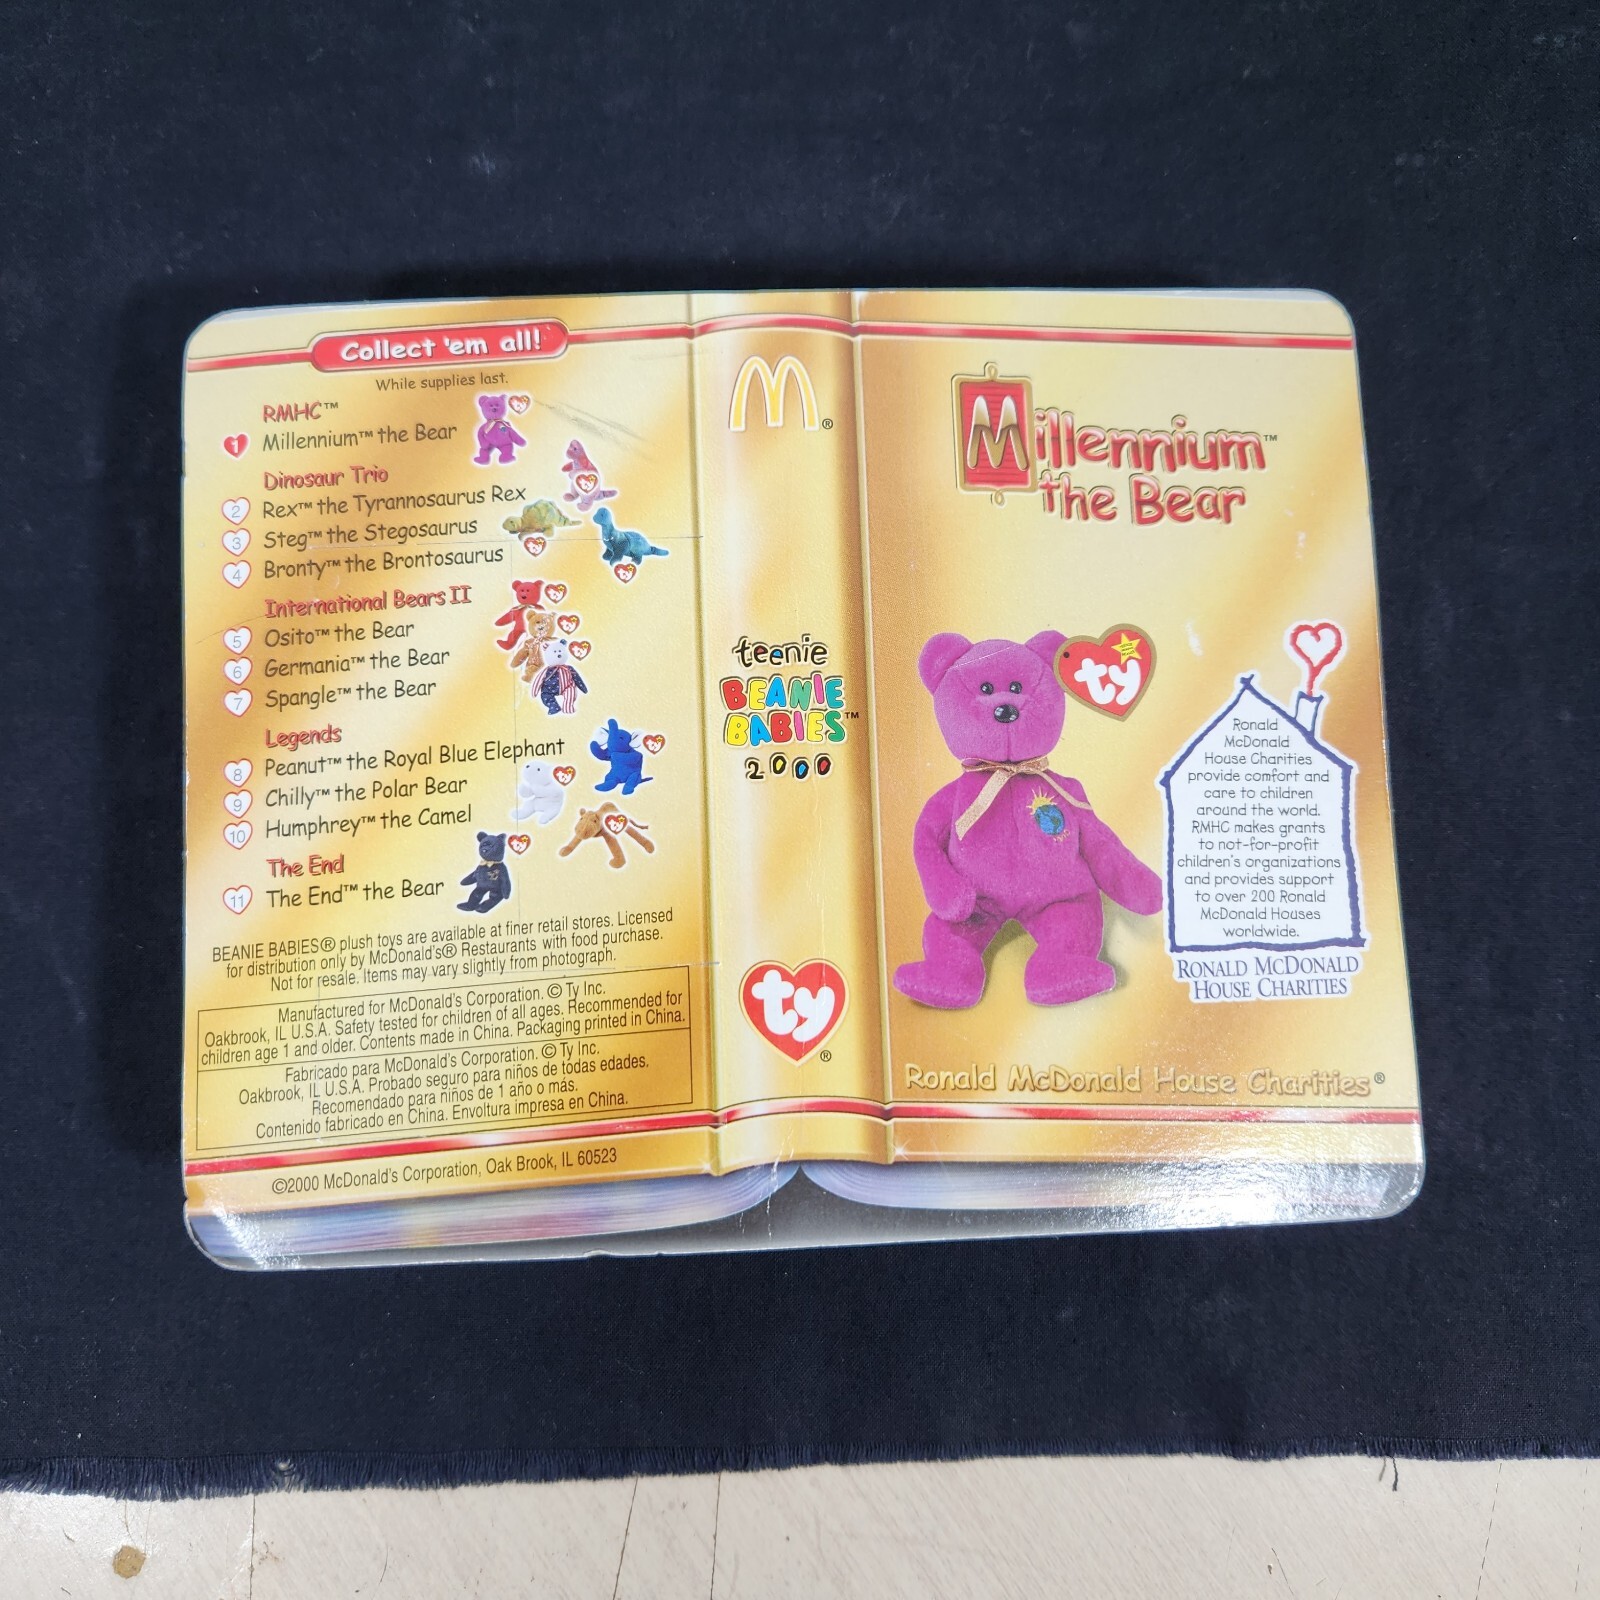 Collect 'em all!
While supplies last.
RMHC™
1 Millennium™ the Bear
Dinosaur Trio
2 Rex™ the Tyrannosaurus Rex
3 Steg™ the Stegosaurus
4 Bronty™ the Brontosaurus
International Bears II
5 Osito™ the Bear
6 Germania™ the Bear
7 Spangle™ the Bear
Legends
8 Peanut™ the Royal Blue Elephant
9 Chilly™ the Polar Bear
10 Humphrey™ the Camel
The End
11 The End™ the Bear
BEANIE BABIES® plush toys are available at finer retail stores. Licensed
for distribution only by McDonald's® Restaurants with food purchase.
Not for resale. Items may vary slightly from photograph.
Manufactured for McDonald's Corporation. © Ty Inc.
Oakbrook, IL U.S.A. Safety tested for children of all ages. Recommended for
children age 1 and older. Contents made in China. Packaging printed in China.
Fabricado para McDonald's Corporation. © Ty Inc.
Oakbrook, IL U.S.A. Probado seguro para niños de todas edades.
Recomendado para niños de 1 año o más.
Contenido fabricado en China. Envoltura impresa en China.
©2000 McDonald's Corporation, Oak Brook, IL 60523
M®
teenie
BEANIE
BABIES™
2000
ty®
Millennium™
the Bear
ty
Ronald
McDonald
House Charities
provide comfort and
care to children
around the world.
RMHC makes grants
to not-for-profit
children's organizations
and provides support
to over 200 Ronald
McDonald Houses
worldwide.
RONALD MCDONALD
HOUSE CHARITIES
Ronald McDonald House Charities®